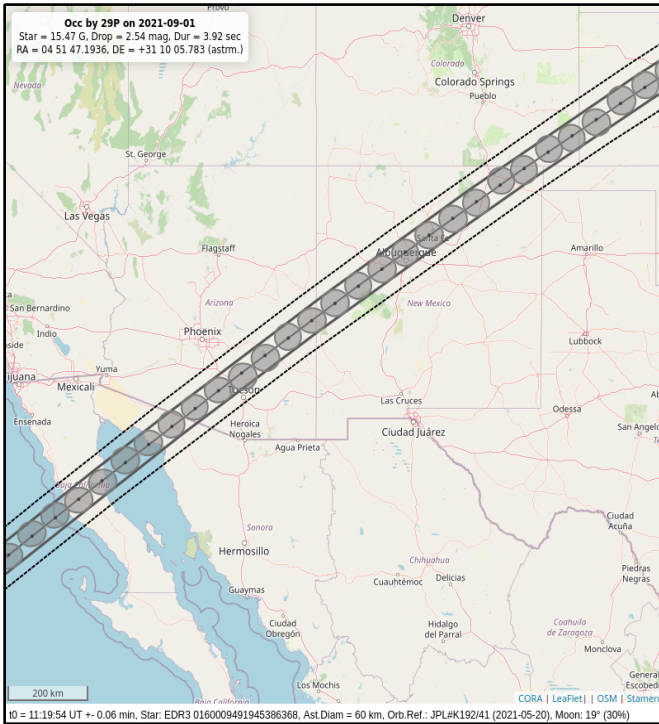 Occ by 29P on 2021-09-01
Star = 15.47 G, Drop = 2.54 mag, Dur = 3.92 sec
RA = 04 51 47.1936, DE = +31 10 05.783 (astrm.)
Provo
Denver
Nevada
Colorado
Colorado Springs
Pueblo
St. George
Las Vegas
Flagstaff
Santa Fe
Albuquerque
Amarillo
San Bernardino
Arizona
New Mexico
Indio
Phoenix
Lubbock
Yuma
ijuana
Mexicali
Tucson
Las Cruces
Odessa
Ensenada
Heroica
Nogales
Ciudad Juárez
San Angelo
Agua Prieta
Baja California
Ciudad
Acuña
Sonora
Hermosillo
Chihuahua
Piedras
Negras
Cuauhtémoc
Delicias
Guaymas
Ciudad
Obregón
Hidalgo
del Parral
Coahuila
de Zaragoza
Monclova
General
Escobedo
Los Mochis
Baja California
200 km
CORA | LeaFlet| | OSM | Stamen
t0 = 11:19:54 UT +- 0.06 min, Star: EDR3 0160009491945386368, Ast.Diam = 60 km, Orb.Ref.: JPL#K192/41 (2021-05-20), Moon: 19° (30%)